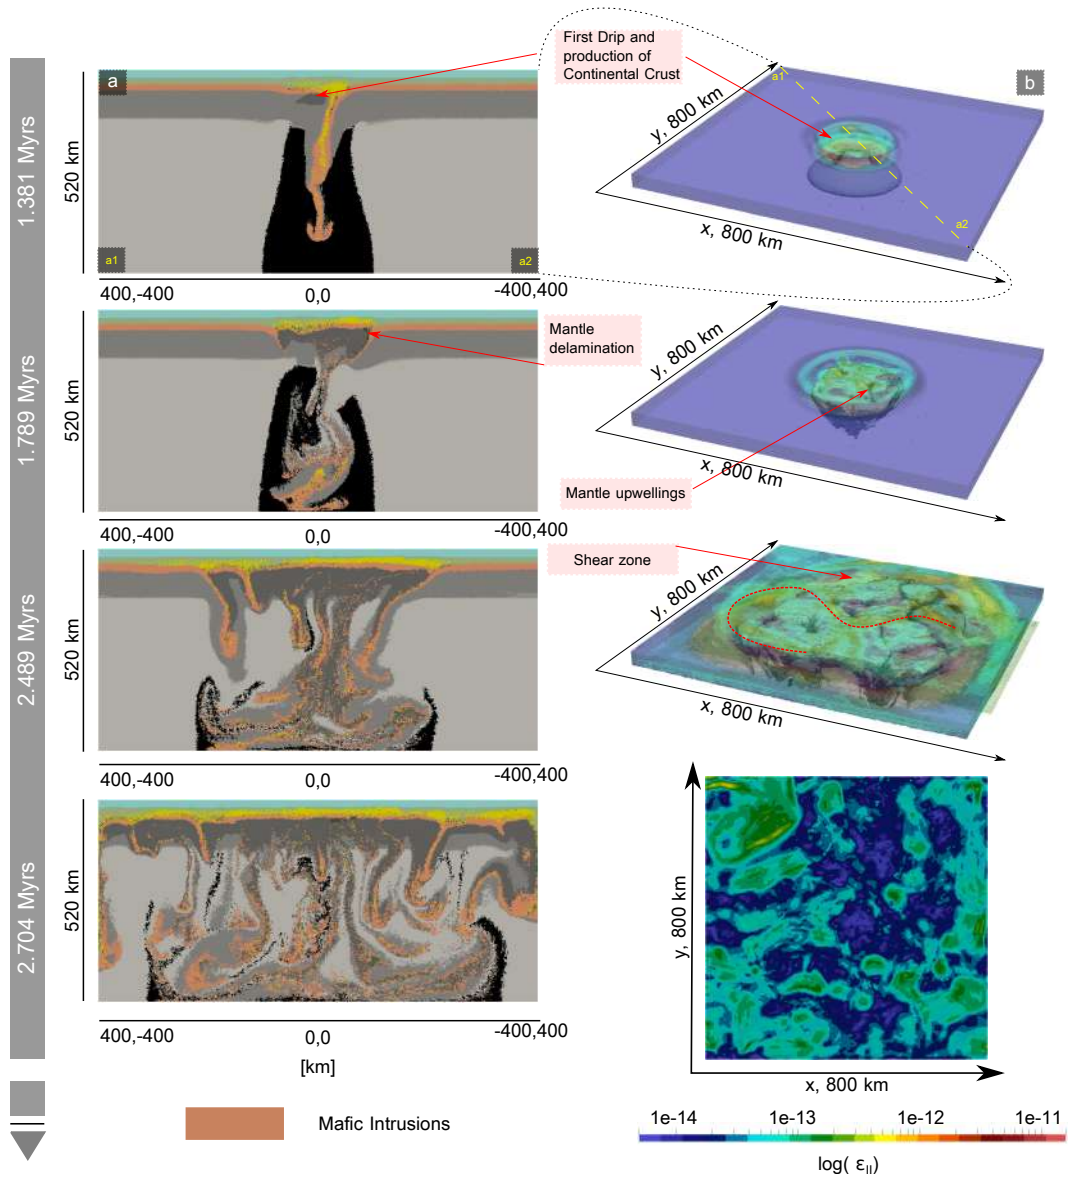 First Drip and
production of
Continental Crust
a
b
1.381 Myrs
520 km
a1
a2
400,-400
0,0
-400,400
a1
a2
y, 800 km
x, 800 km
1.789 Myrs
520 km
Mantle
delamination
Mantle upwellings
400,-400
0,0
-400,400
y, 800 km
x, 800 km
2.489 Myrs
520 km
Shear zone
400,-400
0,0
-400,400
y, 800 km
x, 800 km
2.704 Myrs
520 km
400,-400
0,0
-400,400
[km]
y, 800 km
x, 800 km
Mafic Intrusions
1e-14
1e-13
1e-12
1e-11
log( ε_II)